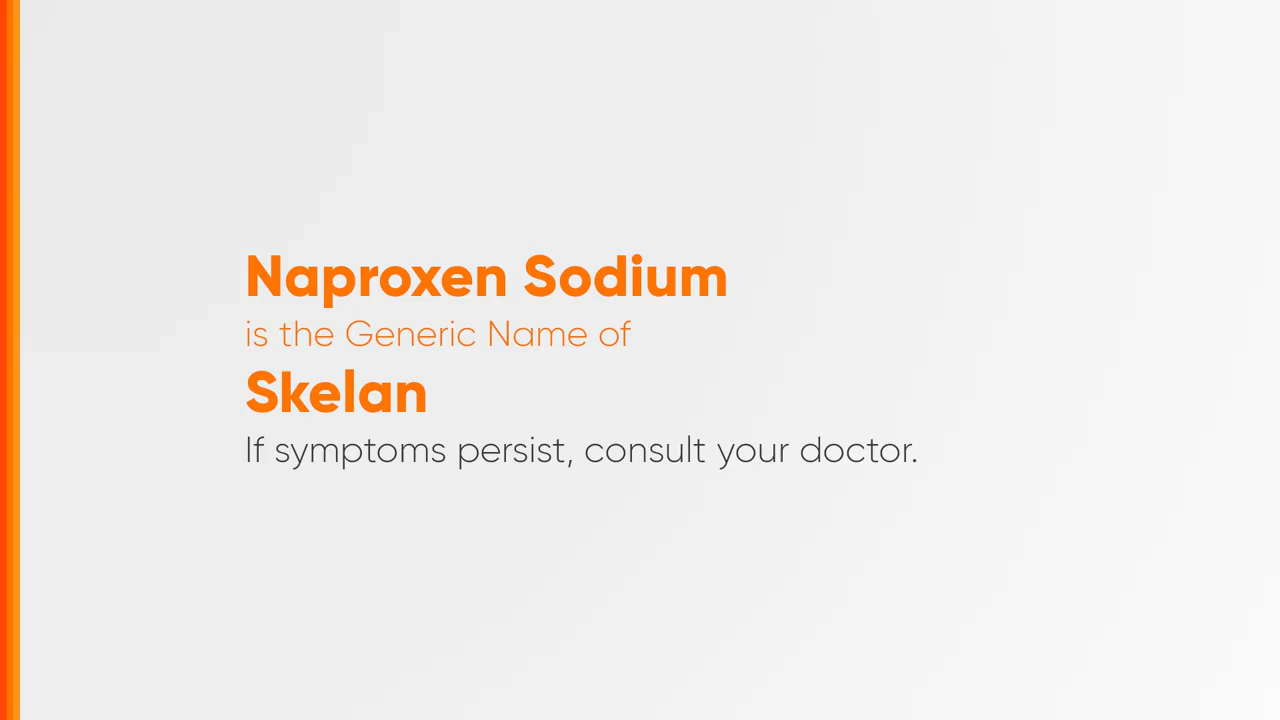 Naproxen Sodium
is the Generic Name of
Skelan
If symptoms persist, consult your doctor.